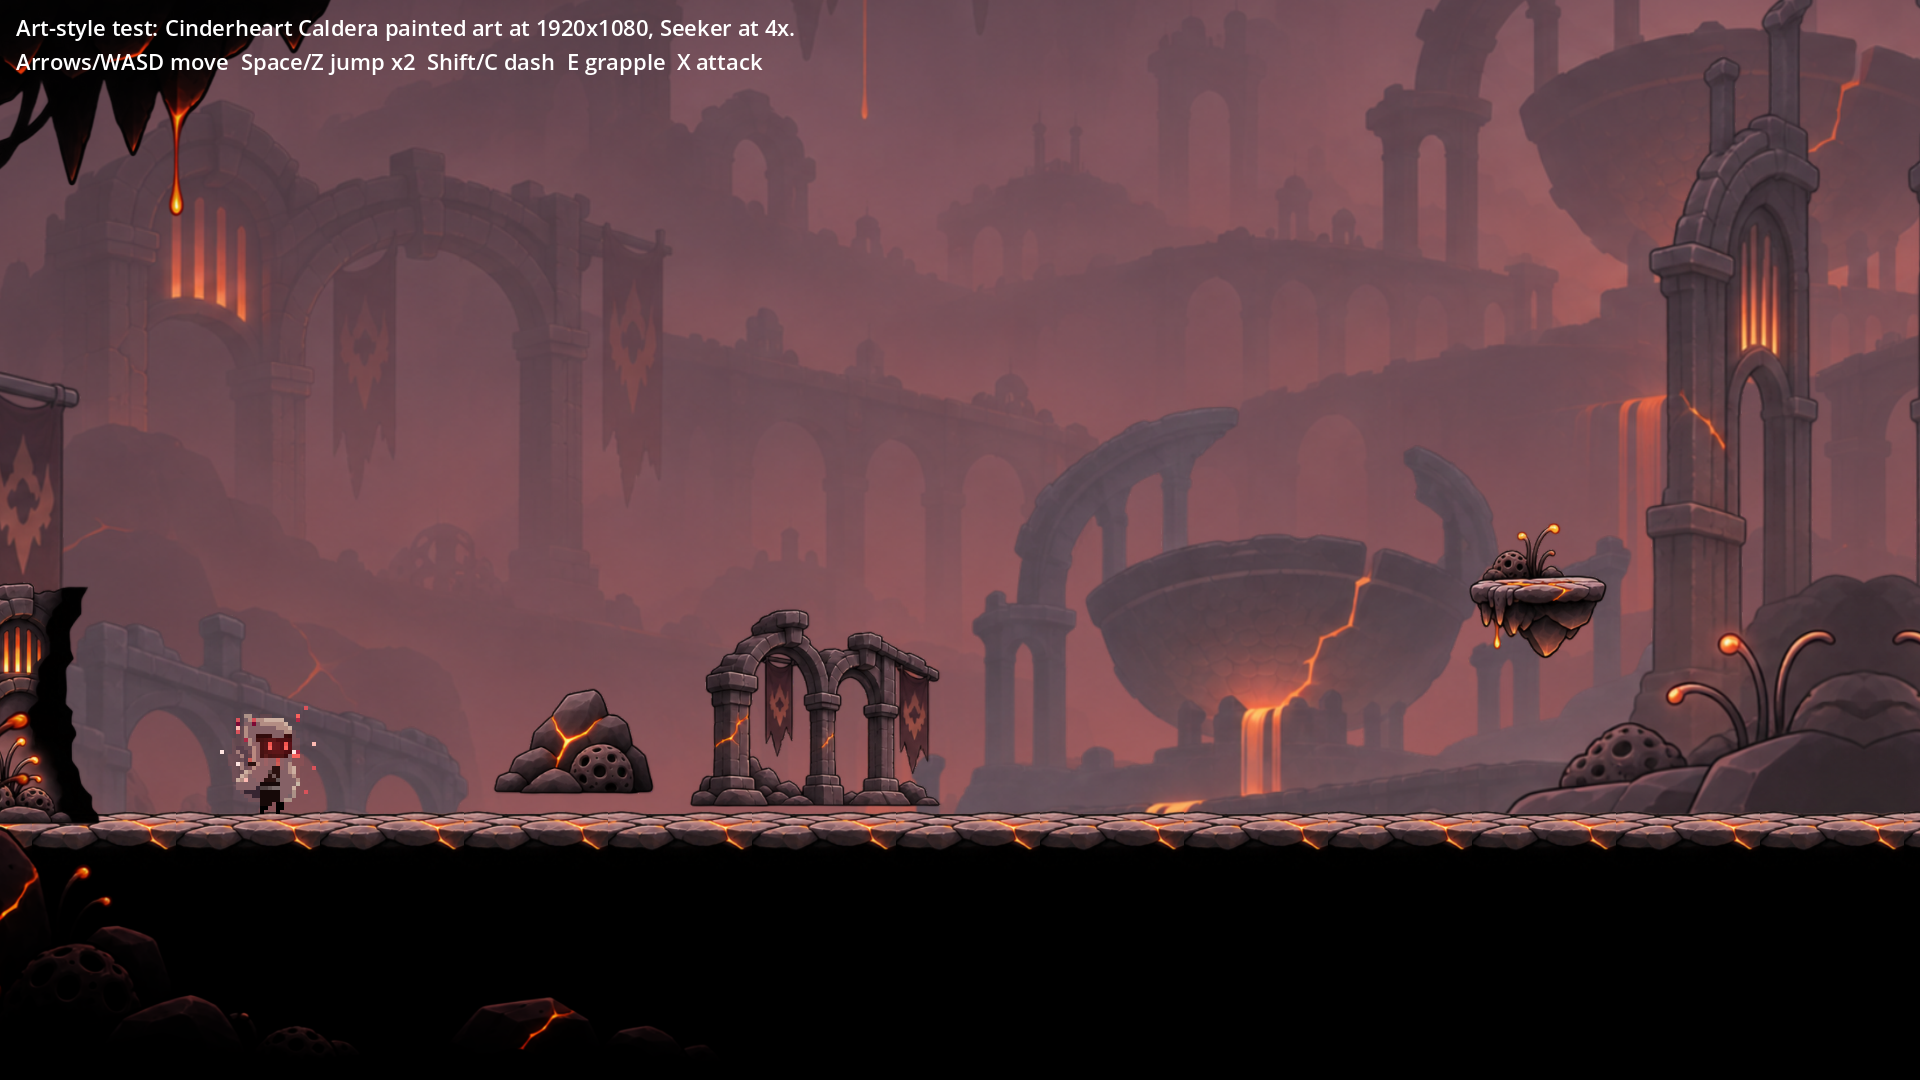 Art-style test: Cinderheart Caldera painted art at 1920x1080, Seeker at 4x.
Arrows/WASD move  Space/Z jump x2  Shift/C dash  E grapple  X attack